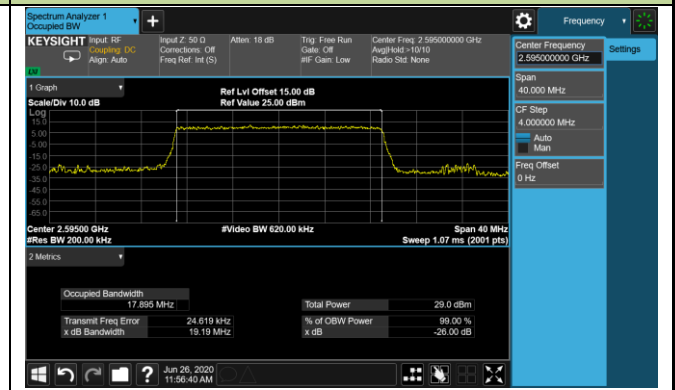 Spectrum Analyzer 1
Occupied BW
Frequency
KEYSIGHT
Input: RF
Coupling: DC
Align: Auto
Input Z: 50 Ω
Corrections: Off
Freq Ref: Int (S)
Atten: 18 dB
Trig: Free Run
Gate: Off
#IF Gain: Low
Center Freq: 2.595000000 GHz
Avg|Hold:>10/10
Radio Std: None
LW
Center Frequency
2.595000000 GHz
Settings
Span
40.000 MHz
CF Step
4.000000 MHz
Auto
Man
Freq Offset
0 Hz
1 Graph
Scale/Div 10.0 dB
Ref Lvl Offset 15.00 dB
Ref Value 25.00 dBm
Log
15.0
5.00
-5.00
-15.0
-25.0
-35.0
-45.0
-55.0
-65.0
Center 2.59500 GHz
#Video BW 620.00 kHz
Span 40 MHz
#Res BW 200.00 kHz
Sweep 1.07 ms (2001 pts)
2 Metrics
Occupied Bandwidth
17.895 MHz
Total Power
29.0 dBm
Transmit Freq Error
24.619 kHz
% of OBW Power
99.00 %
x dB Bandwidth
19.19 MHz
x dB
-26.00 dB
Jun 26, 2020
11:56:40 AM